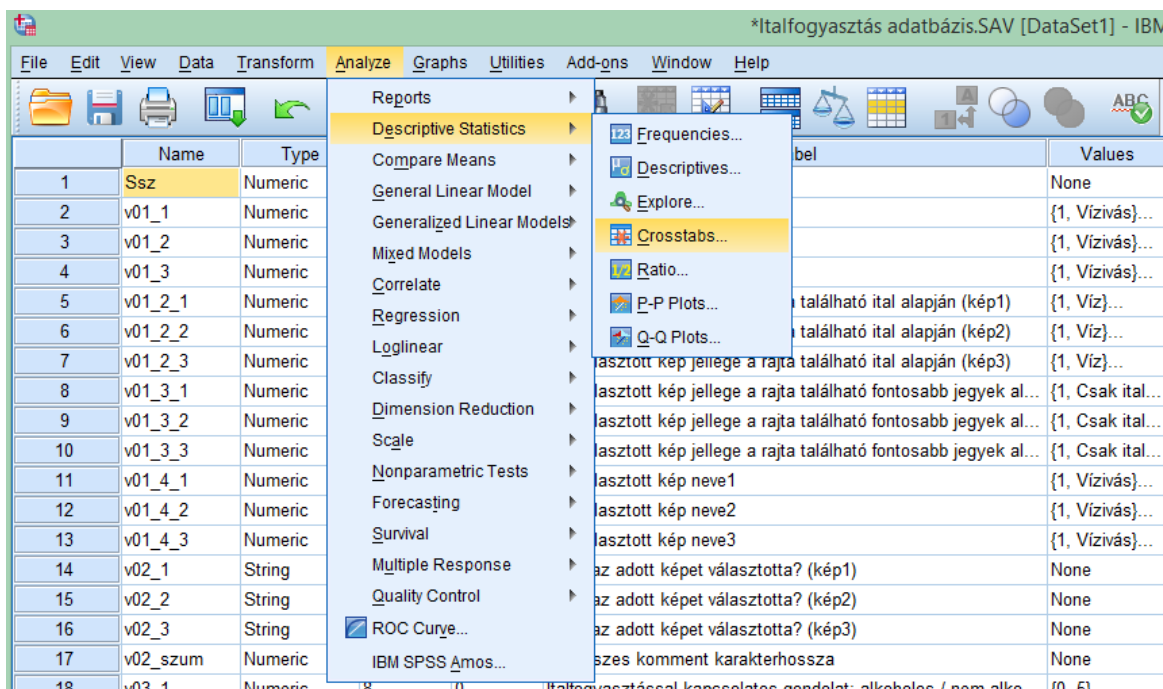 *Italfogyasztás adatbázis.SAV [DataSet1] - IBM
File Edit View Data Transform Analyze Graphs Utilities Add-ons Window Help
ABC
Reports
Descriptive Statistics
Compare Means
General Linear Model
Generalized Linear Models
Mixed Models
Correlate
Regression
Loglinear
Classify
Dimension Reduction
Scale
Nonparametric Tests
Forecasting
Survival
Multiple Response
Quality Control
ROC Curve...
IBM SPSS Amos...
123 Frequencies...
Descriptives...
Explore...
Crosstabs...
1/2 Ratio...
P-P Plots...
Q-Q Plots...
Name Type Values
1 Ssz Numeric None
2 v01_1 Numeric {1, Vízivás}...
3 v01_2 Numeric {1, Vízivás}...
4 v01_3 Numeric {1, Vízivás}...
5 v01_2_1 Numeric található ital alapján (kép1) {1, Víz}...
6 v01_2_2 Numeric található ital alapján (kép2) {1, Víz}...
7 v01_2_3 Numeric kép jellege a rajta található ital alapján (kép3) {1, Víz}...
8 v01_3_1 Numeric kép jellege a rajta található fontosabb jegyek al... {1, Csak ital...
9 v01_3_2 Numeric kép jellege a rajta található fontosabb jegyek al... {1, Csak ital...
10 v01_3_3 Numeric kép jellege a rajta található fontosabb jegyek al... {1, Csak ital...
11 v01_4_1 Numeric kép neve1 {1, Vízivás}...
12 v01_4_2 Numeric kép neve2 {1, Vízivás}...
13 v01_4_3 Numeric kép neve3 {1, Vízivás}...
14 v02_1 String az adott képet választotta? (kép1) None
15 v02_2 String az adott képet választotta? (kép2) None
16 v02_3 String az adott képet választotta? (kép3) None
17 v02_szum Numeric komment karakterhossza None
18 v03_1 Numeric 8 0